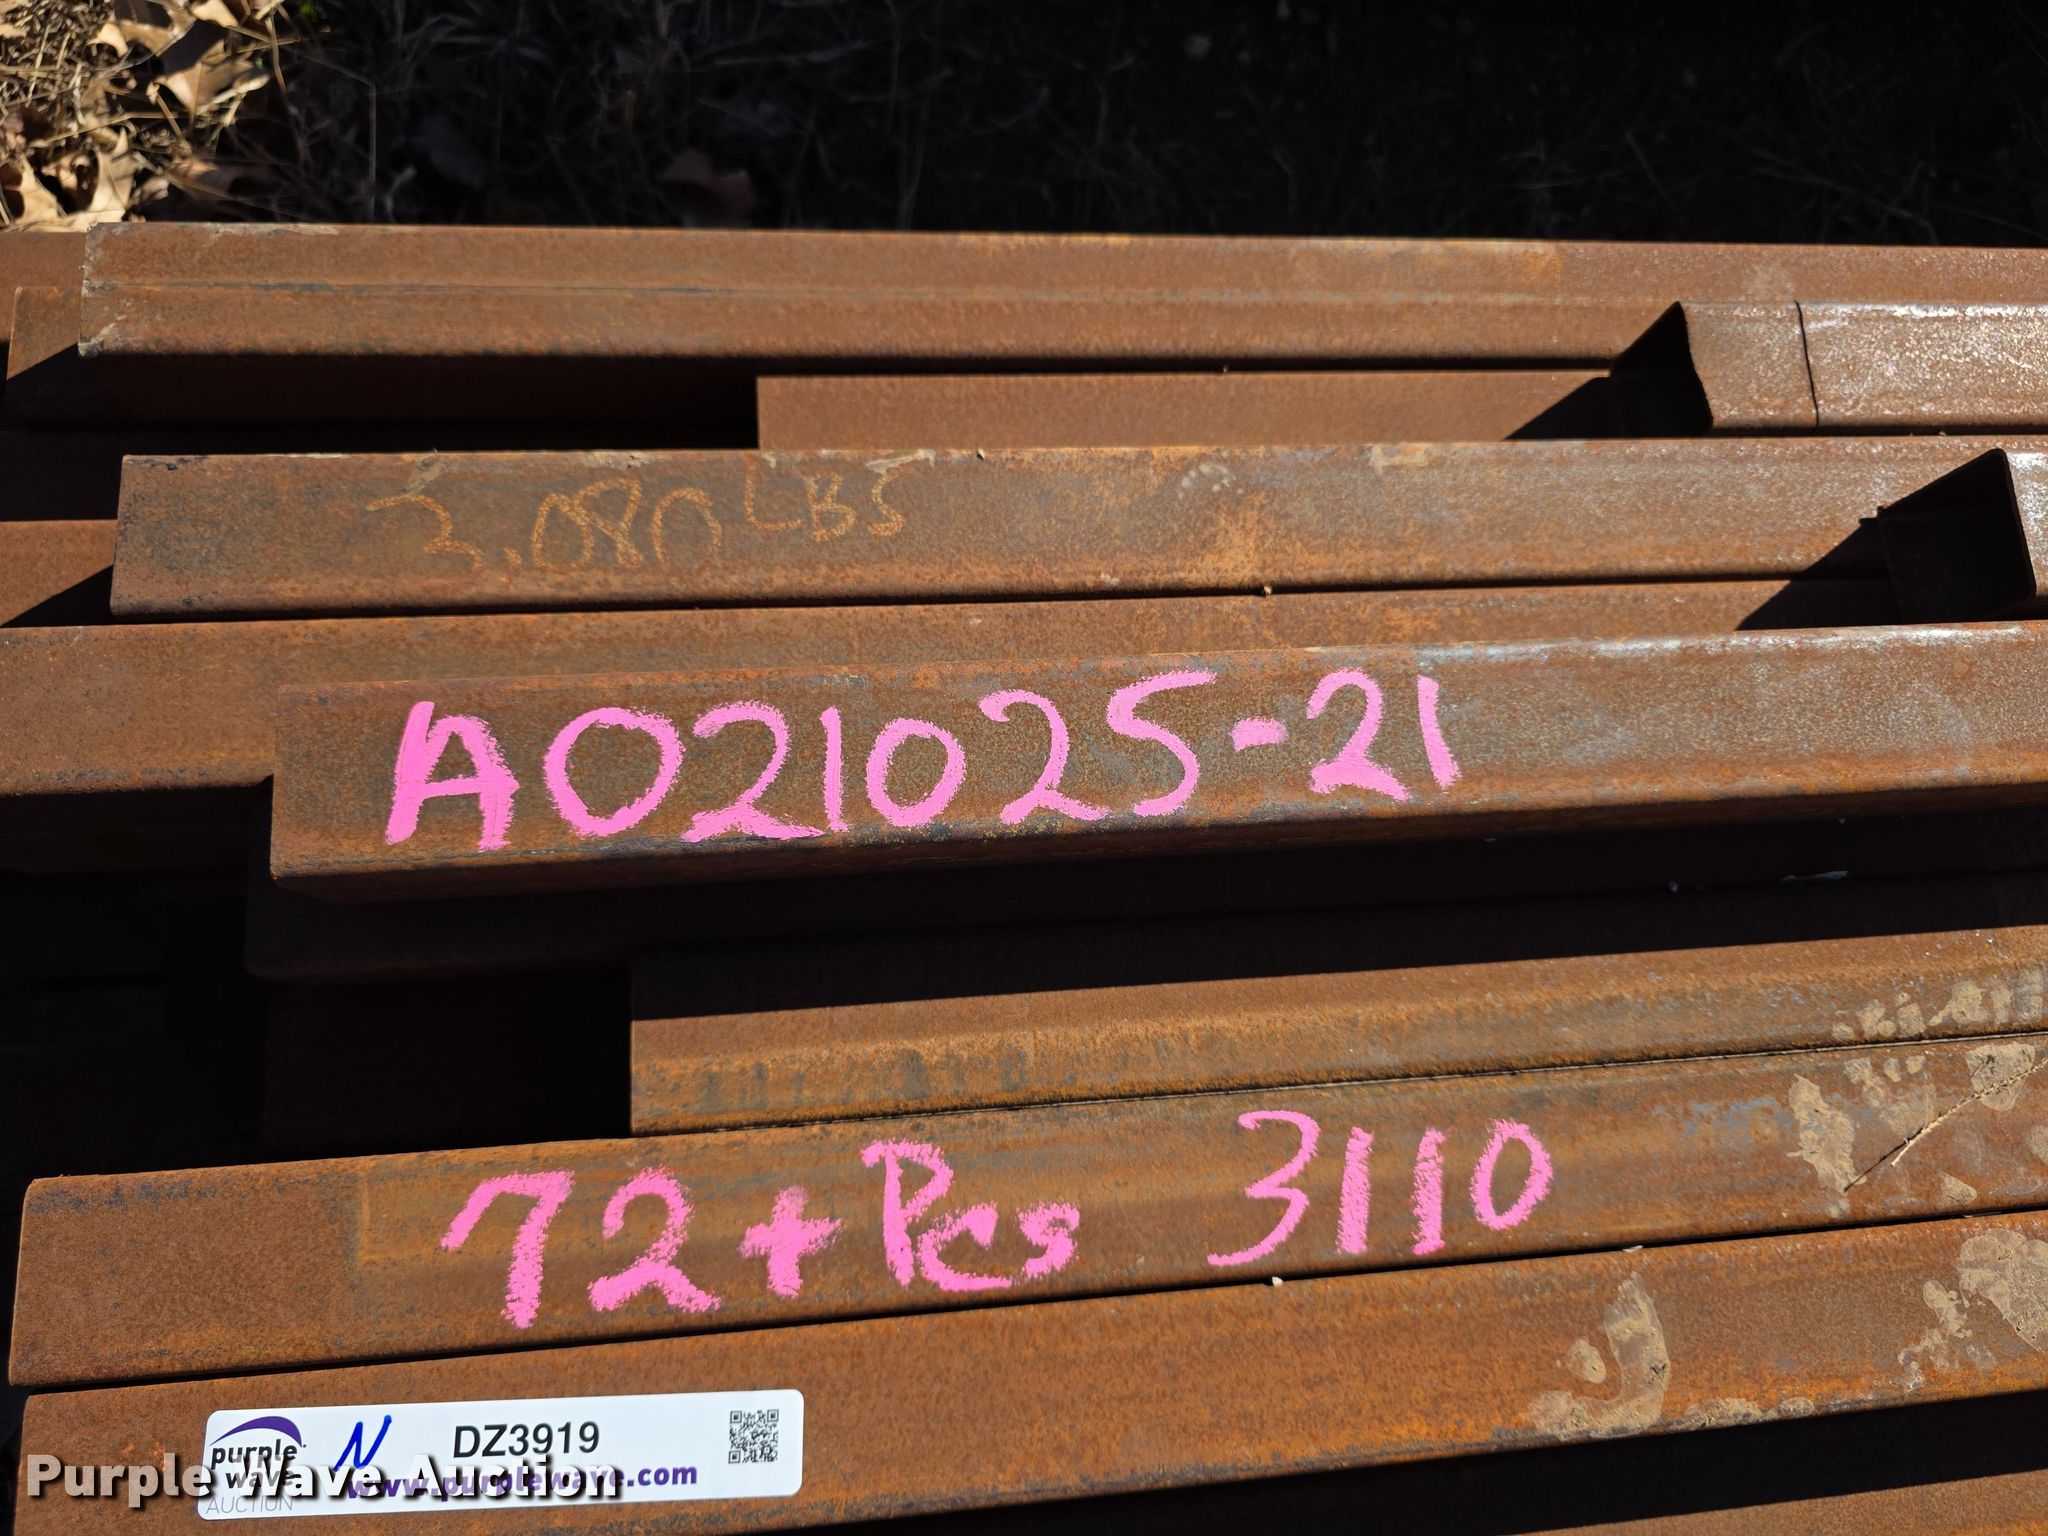 3,080 LBS
A021025-21
72+Pcs 3110
purple wave
AUCTION
N
DZ3919
www.purplewave.com
Purple Wave Auction